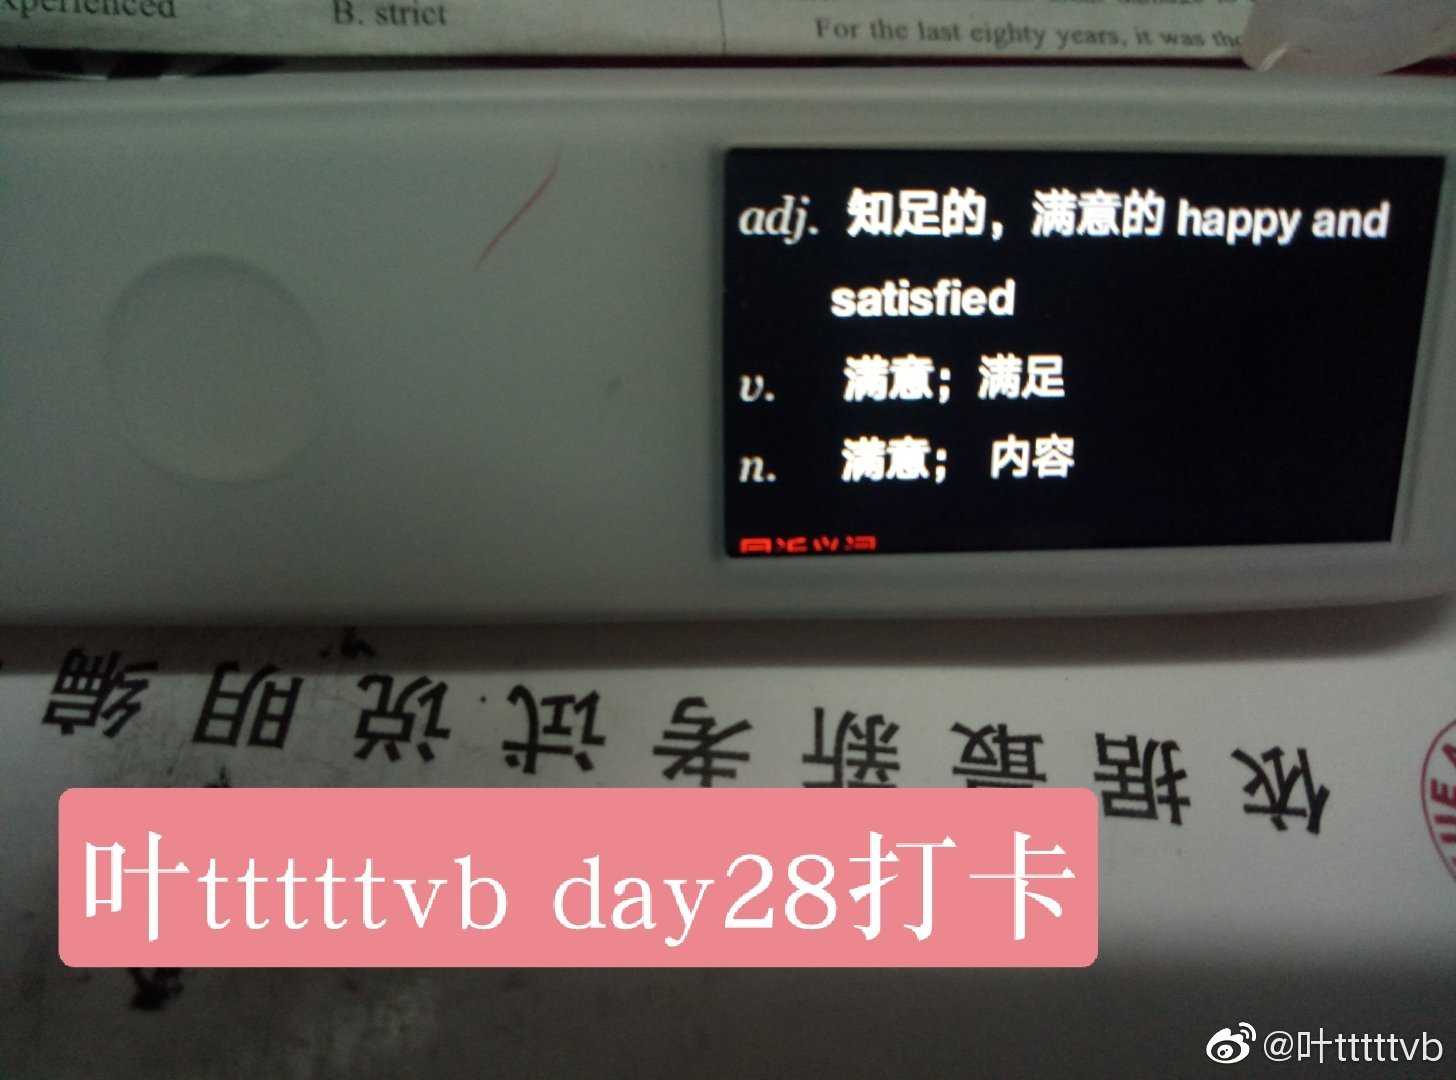 B. strict
For the last eighty years, it was
adj. 知足的，满意的 happy and
satisfied
v. 满意；满足
n. 满意； 内容
依据最新考试说明编
叶tttttvb day28打卡
@叶tttttvb